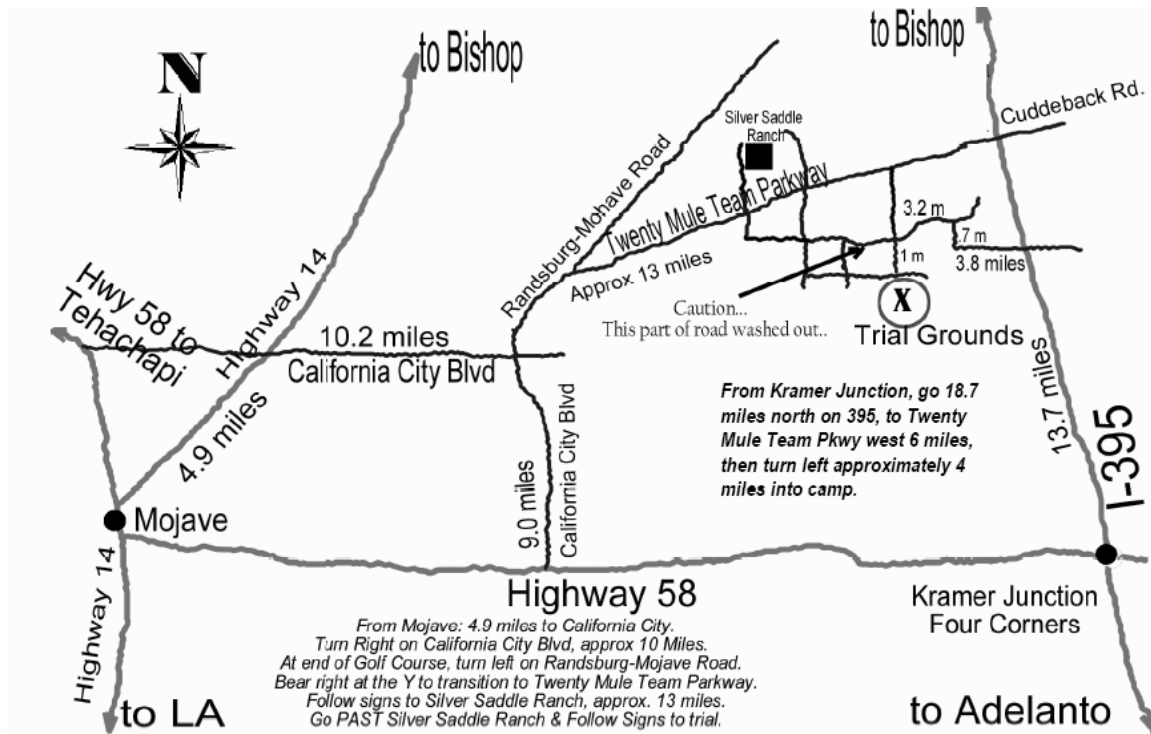 N
to Bishop
to Bishop
Cuddeback Rd.
Silver Saddle
Ranch
Randsburg-Mohave Road
Twenty Mule Team Parkway
3.2 m
.7 m
1 m
3.8 miles
Approx 13 miles
Caution...
This part of road washed out..
X
Trial Grounds
Hwy 58 to
Tehachapi
Highway 14
10.2 miles
California City Blvd
4.9 miles
13.7 miles
From Kramer Junction, go 18.7
miles north on 395, to Twenty
Mule Team Pkwy west 6 miles,
then turn left approximately 4
miles into camp.
I-395
9.0 miles
California City Blvd
Mojave
Highway 14
Highway 58
Kramer Junction
Four Corners
From Mojave: 4.9 miles to California City.
Turn Right on California City Blvd, approx 10 Miles.
At end of Golf Course, turn left on Randsburg-Mojave Road.
Bear right at the Y to transition to Twenty Mule Team Parkway.
Follow signs to Silver Saddle Ranch, approx. 13 miles.
Go PAST Silver Saddle Ranch & Follow Signs to trial.
to LA
to Adelanto